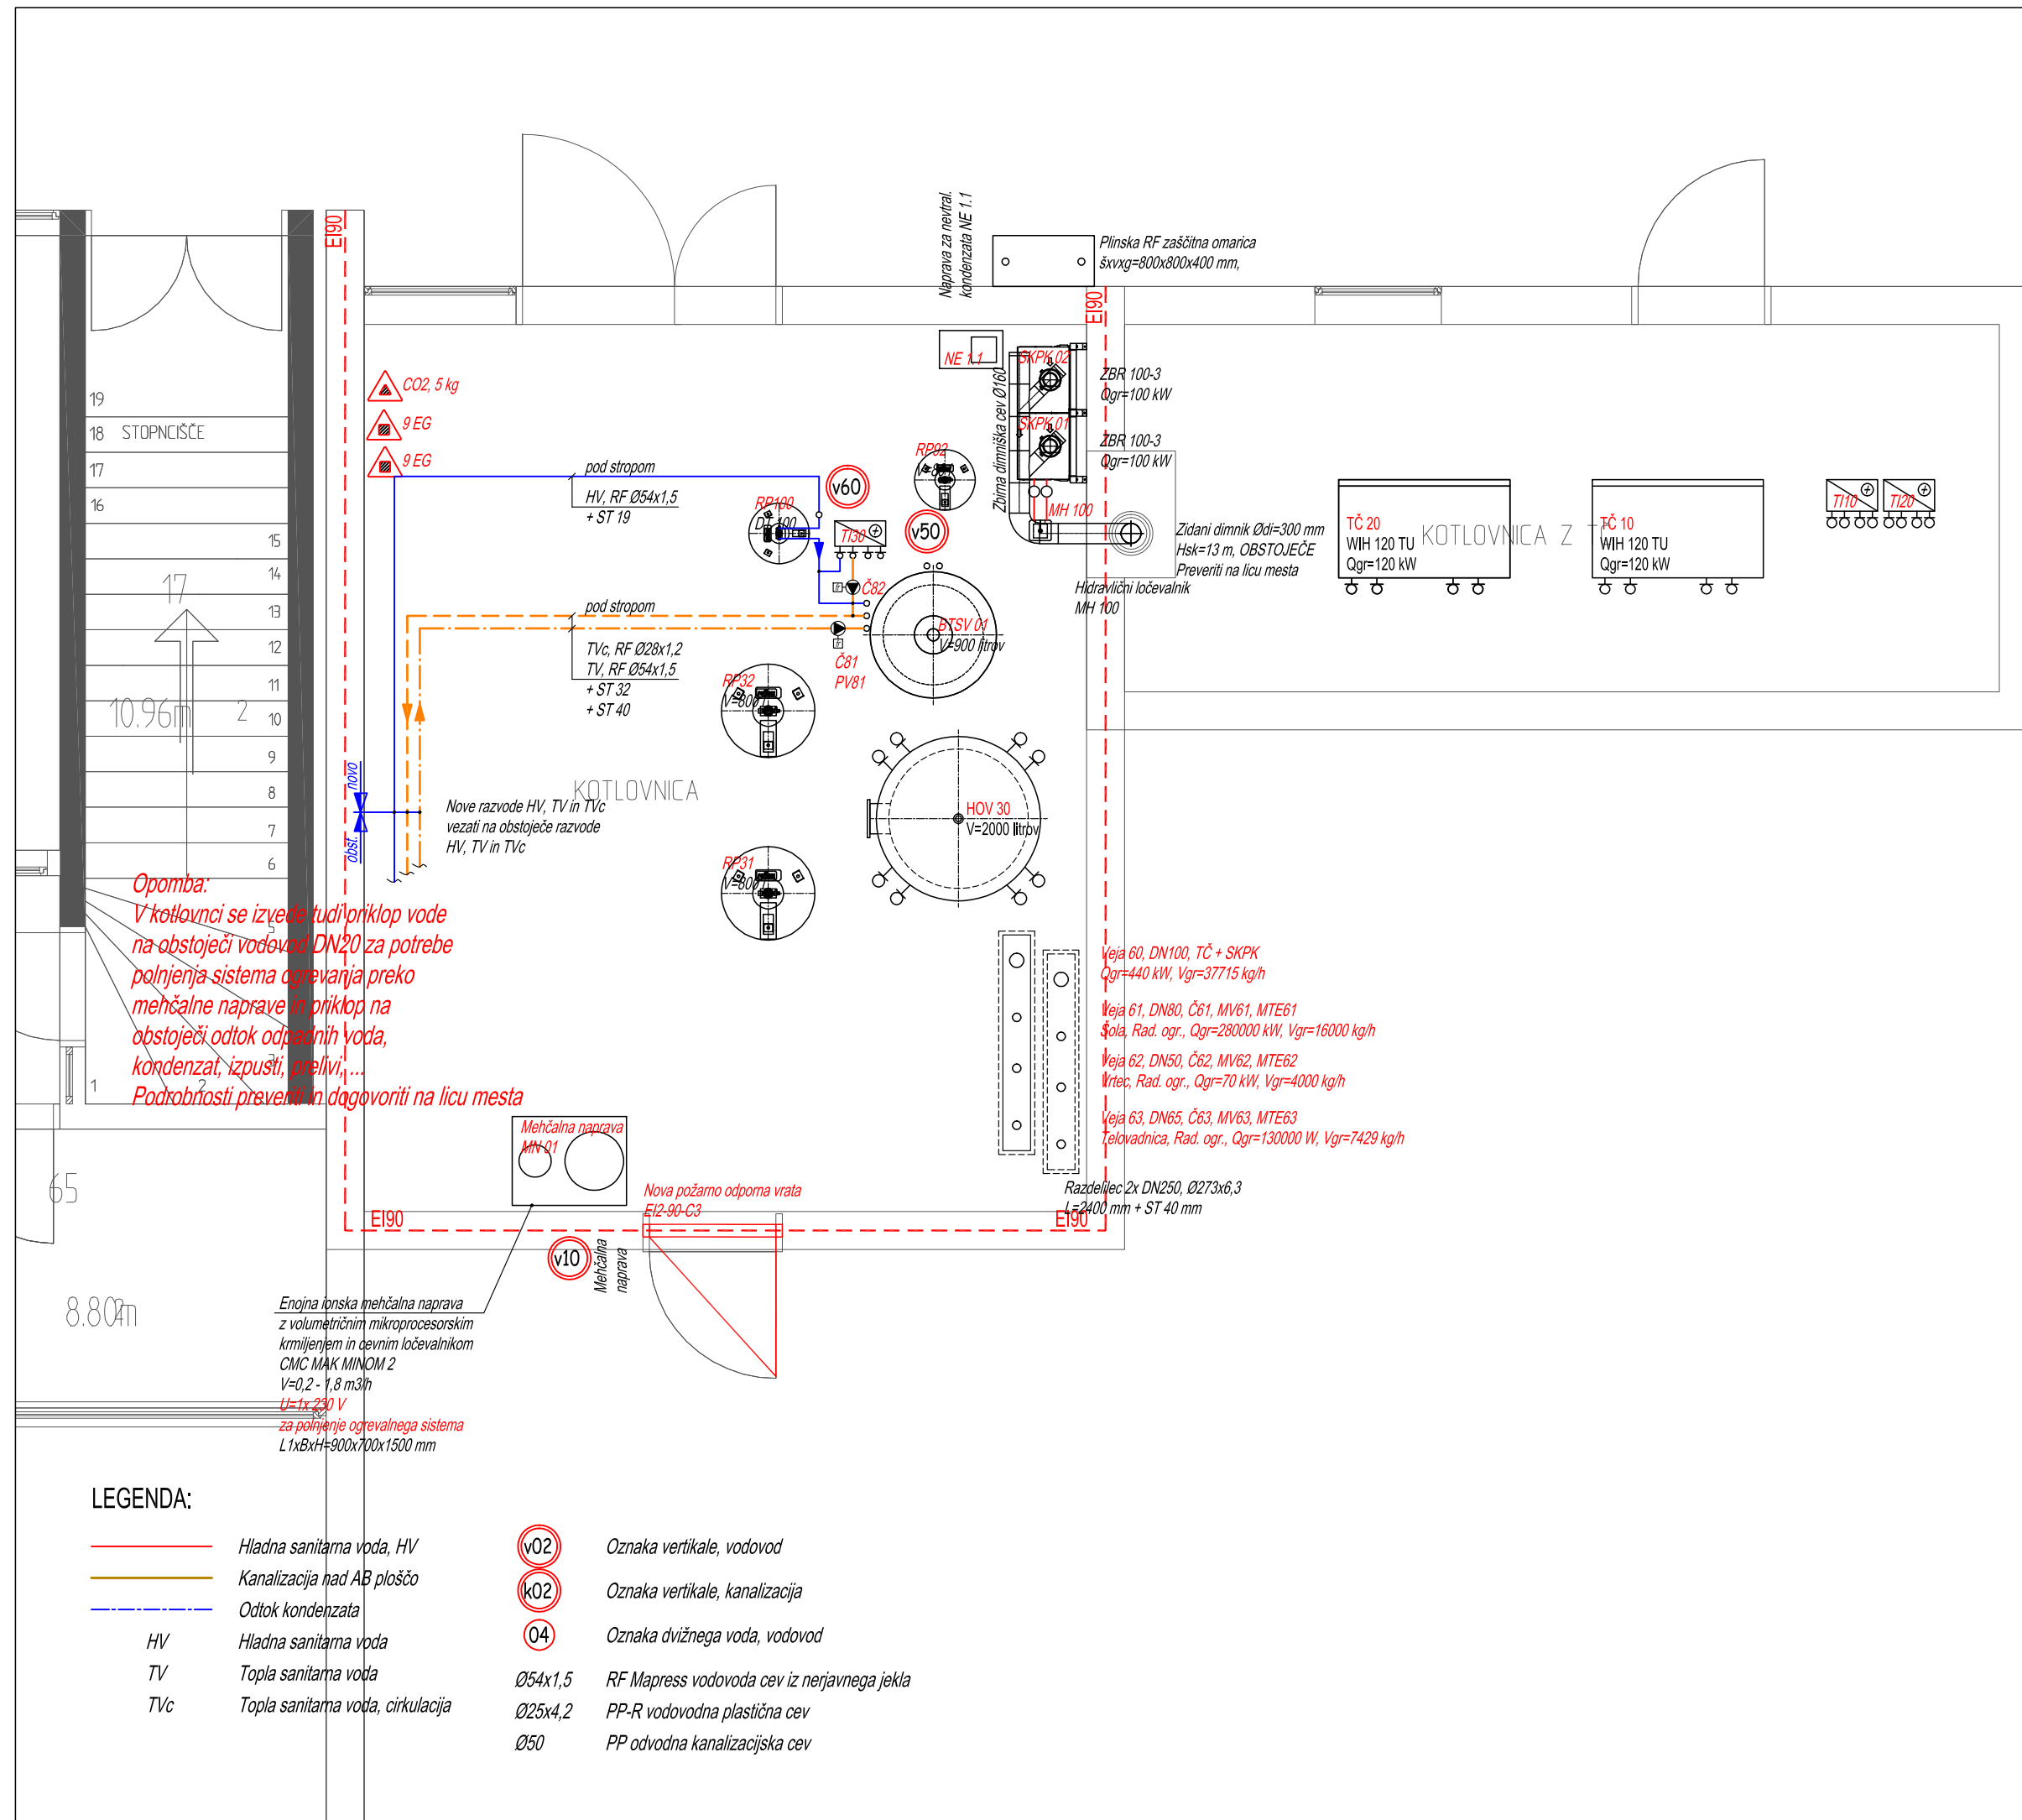 EI90
Naprava za nevtral.
kondenzata NE 1.1
Plinska RF zaščitna omarica
šxvxg=800x800x400 mm,
EI90
NE 1.1
SKPK 02
SKPK 01
ZBR 100-3
Qgr=100 kW
ZBR 100-3
Qgr=100 kW
Zbirna dimniška cev Ø160
CO2, 5 kg
9 EG
9 EG
19
18
STOPNCIŠČE
17
16
15
14
13
12
11
10
9
8
7
6
5
3
2
1
17
10.96m
2
pod stropom
HV, RF Ø54x1,5
+ ST 19
RP100
DT 100
v60
TI30
RP92
v50
MH 100
Zidani dimnik Ødi=300 mm
Hsk=13 m, OBSTOJEČE
Preveriti na licu mesta
Hidravlični ločevalnik
MH 100
TČ 20
WIH 120 TU
Qgr=120 kW
KOTLOVNICA Z TČ
TČ 10
WIH 120 TU
Qgr=120 kW
TI10
TI20
Č82
pod stropom
TVc, RF Ø28x1,2
TV, RF Ø54x1,5
+ ST 32
+ ST 40
Č81
PV81
BTSV 01
V=900 litrov
RP32
V=800 l
KOTLOVNICA
novo
obst.
Nove razvode HV, TV in TVc
vezati na obstoječe razvode
HV, TV in TVc
HOV 30
V=2000 litrov
RP31
V=800 l
Opomba:
V kotlovnci se izvede tudi priklop vode
na obstoječi vodovod DN20 za potrebe
polnjenja sistema ogrevanja preko
mehčalne naprave in priklop na
obstoječi odtok odpadnih voda,
kondenzat, izpusti, prelivi, ...
Podrobnosti preveriti in dogovoriti na licu mesta
Veja 60, DN100, TČ + SKPK
Qgr=440 kW, Vgr=37715 kg/h
Veja 61, DN80, Č61, MV61, MTE61
Šola, Rad. ogr., Qgr=280000 kW, Vgr=16000 kg/h
Veja 62, DN50, Č62, MV62, MTE62
Vrtec, Rad. ogr., Qgr=70 kW, Vgr=4000 kg/h
Veja 63, DN65, Č63, MV63, MTE63
Telovadnica, Rad. ogr., Qgr=130000 W, Vgr=7429 kg/h
Razdelilec 2x DN250, Ø273x6,3
L=2400 mm + ST 40 mm
Mehčalna naprava
MN 01
Nova požarno odporna vrata
EI2-90-C3
EI90
EI90
65
v10
Mehčalna
naprava
8.80m
Enojna ionska mehčalna naprava
z volumetričnim mikroprocesorskim
krmiljenjem in cevnim ločevalnikom
CMC MAK MINOM 2
V=0,2 - 1,8 m3/h
U=1x 230 V
za polnjenje ogrevalnega sistema
L1xBxH=900x700x1500 mm
LEGENDA:
Hladna sanitarna voda, HV
Kanalizacija nad AB ploščo
Odtok kondenzata
HV Hladna sanitarna voda
TV Topla sanitarna voda
TVc Topla sanitarna voda, cirkulacija
v02 Oznaka vertikale, vodovod
k02 Oznaka vertikale, kanalizacija
04 Oznaka dvižnega voda, vodovod
Ø54x1,5 RF Mapress vodovoda cev iz nerjavnega jekla
Ø25x4,2 PP-R vodovodna plastična cev
Ø50 PP odvodna kanalizacijska cev